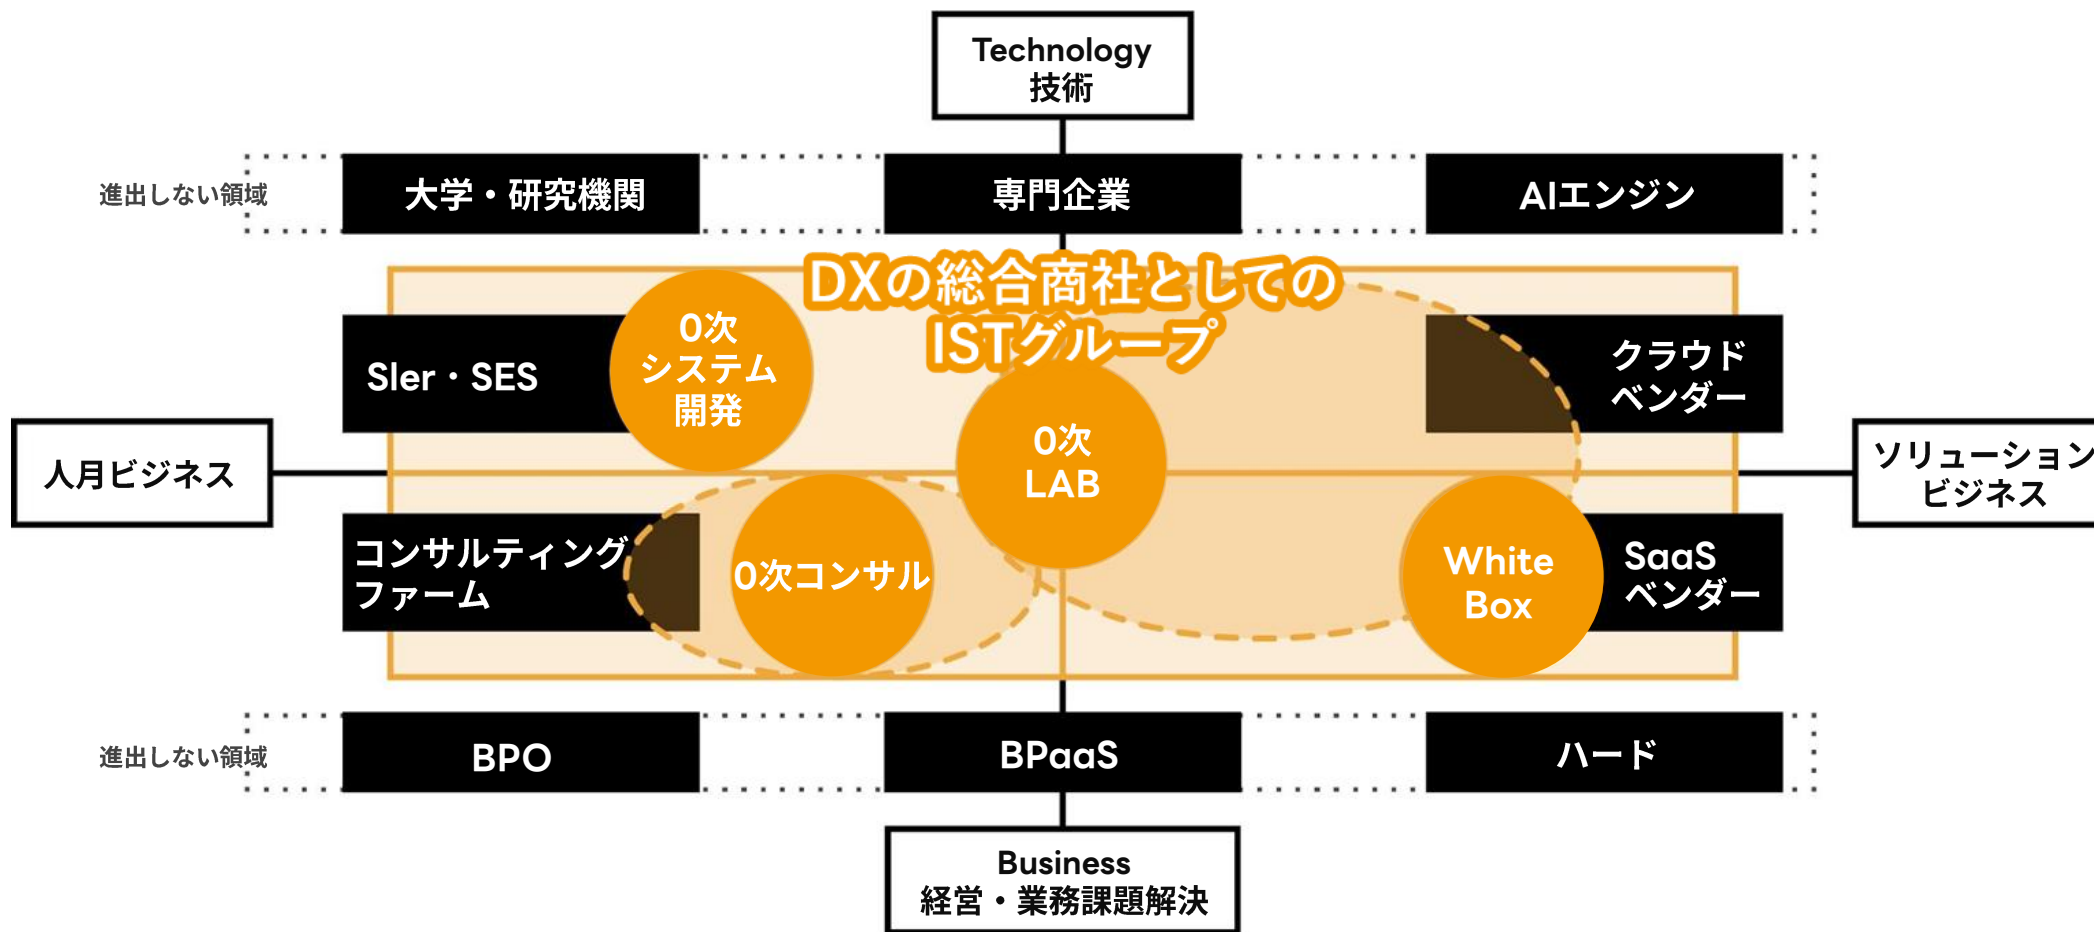 Technology
技術
進出しない領域
大学・研究機関
専門企業
AIエンジン
DXの総合商社としての
ISTグループ
0次
システム
開発
SIer・SES
クラウド
ベンダー
0次
LAB
人月ビジネス
ソリューション
ビジネス
コンサルティング
ファーム
0次コンサル
White
Box
SaaS
ベンダー
進出しない領域
BPO
BPaaS
ハード
Business
経営・業務課題解決